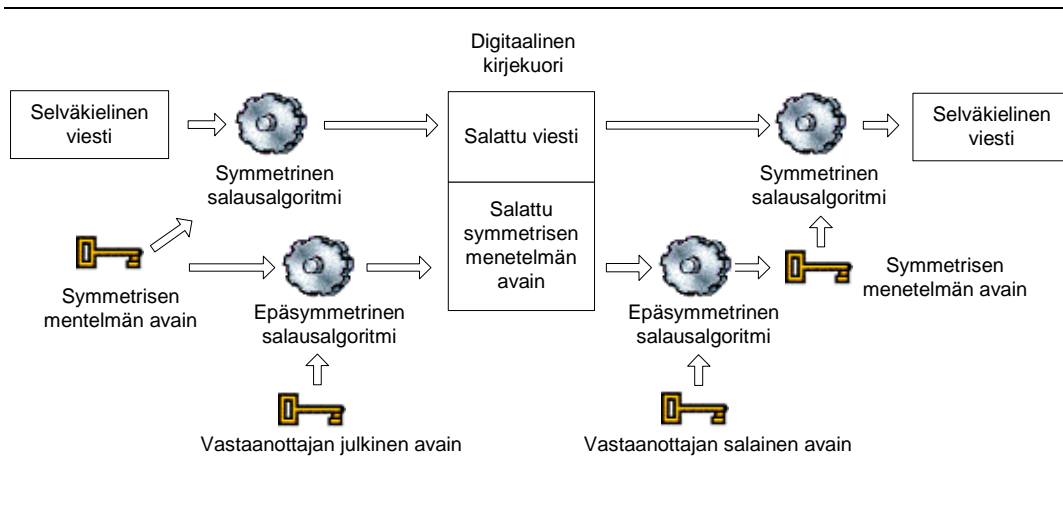 Digitaalinen
kirjekuori
Selväkielinen
viesti
Symmetrinen
salausalgoritmi
Salattu viesti
Symmetrinen
salausalgoritmi
Selväkielinen
viesti
Symmetrisen
mentelmän avain
Epäsymmetrinen
salausalgoritmi
Salattu
symmetrisen
menetelmän
avain
Epäsymmetrinen
salausalgoritmi
Symmetrisen
menetelmän avain
Vastaanottajan julkinen avain
Vastaanottajan salainen avain